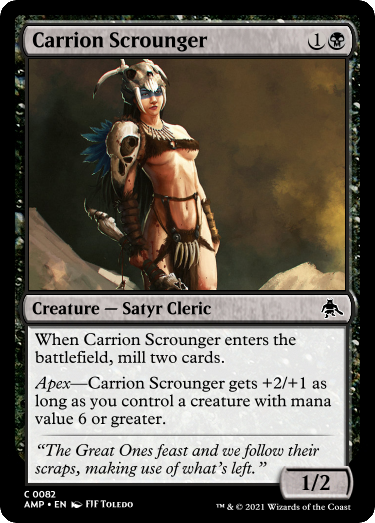 Carrion Scrounger 1
When Carrion Scrounger enters the
battlefield, mill two cards.
Apex—Carrion Scrounger gets +2/+1 as
long as you control a creature with mana
value 6 or greater.
“The Great Ones feast and we follow their
scraps, making use of what’s left.”
Creature — Satyr Cleric
1/2
C 0082
AMP • EN FIF TOLEDO
™ & © 2021 Wizards of the Coast